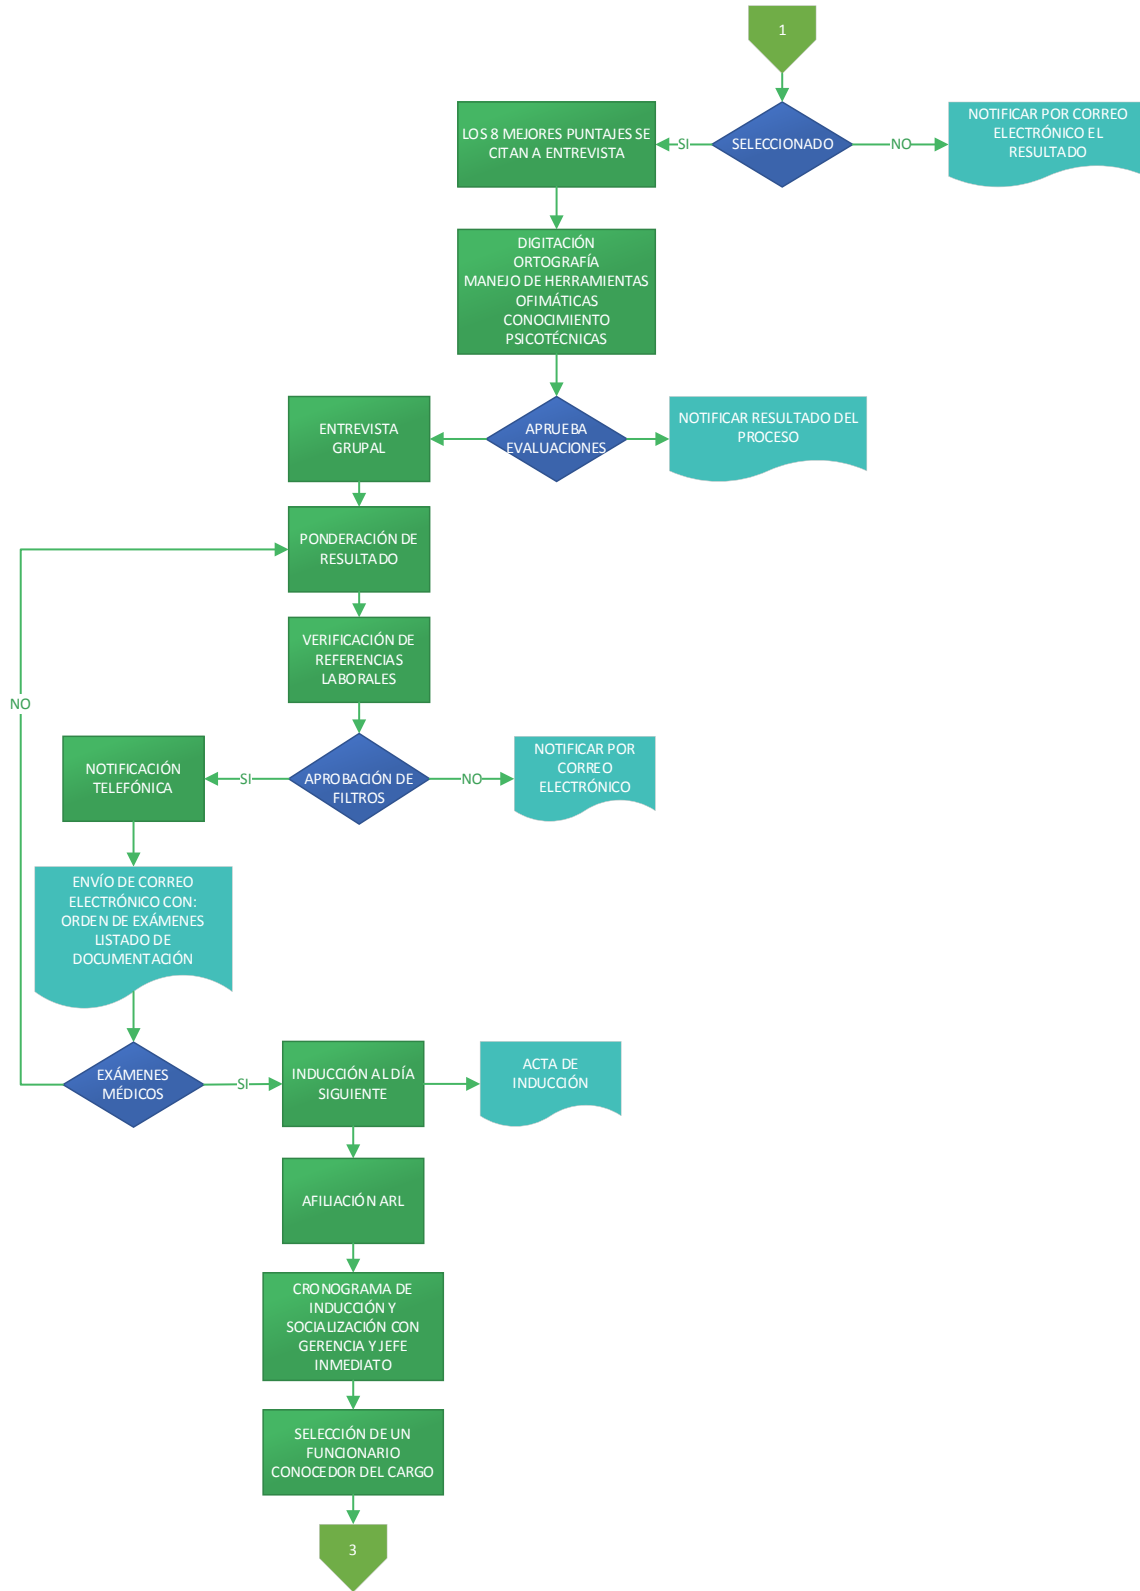 1
SELECCIONADO
SI
NO
LOS 8 MEJORES PUNTAJES SE
CITAN A ENTREVISTA
NOTIFICAR POR CORREO
ELECTRÓNICO EL
RESULTADO
DIGITACIÓN
ORTOGRAFÍA
MANEJO DE HERRAMIENTAS
OFIMÁTICAS
CONOCIMIENTO
PSICOTÉCNICAS
APRUEBA
EVALUACIONES
ENTREVISTA
GRUPAL
NOTIFICAR RESULTADO DEL
PROCESO
PONDERACIÓN DE
RESULTADO
VERIFICACIÓN DE
REFERENCIAS
LABORALES
NO
APROBACIÓN DE
FILTROS
SI
NO
NOTIFICACIÓN
TELEFÓNICA
NOTIFICAR POR
CORREO
ELECTRÓNICO
ENVÍO DE CORREO
ELECTRÓNICO CON:
ORDEN DE EXÁMENES
LISTADO DE
DOCUMENTACIÓN
EXÁMENES
MÉDICOS
SI
INDUCCIÓN AL DÍA
SIGUIENTE
ACTA DE
INDUCCIÓN
AFILIACIÓN ARL
CRONOGRAMA DE
INDUCCIÓN Y
SOCIALIZACIÓN CON
GERENCIA Y JEFE
INMEDIATO
SELECCIÓN DE UN
FUNCIONARIO
CONOCEDOR DEL CARGO
3